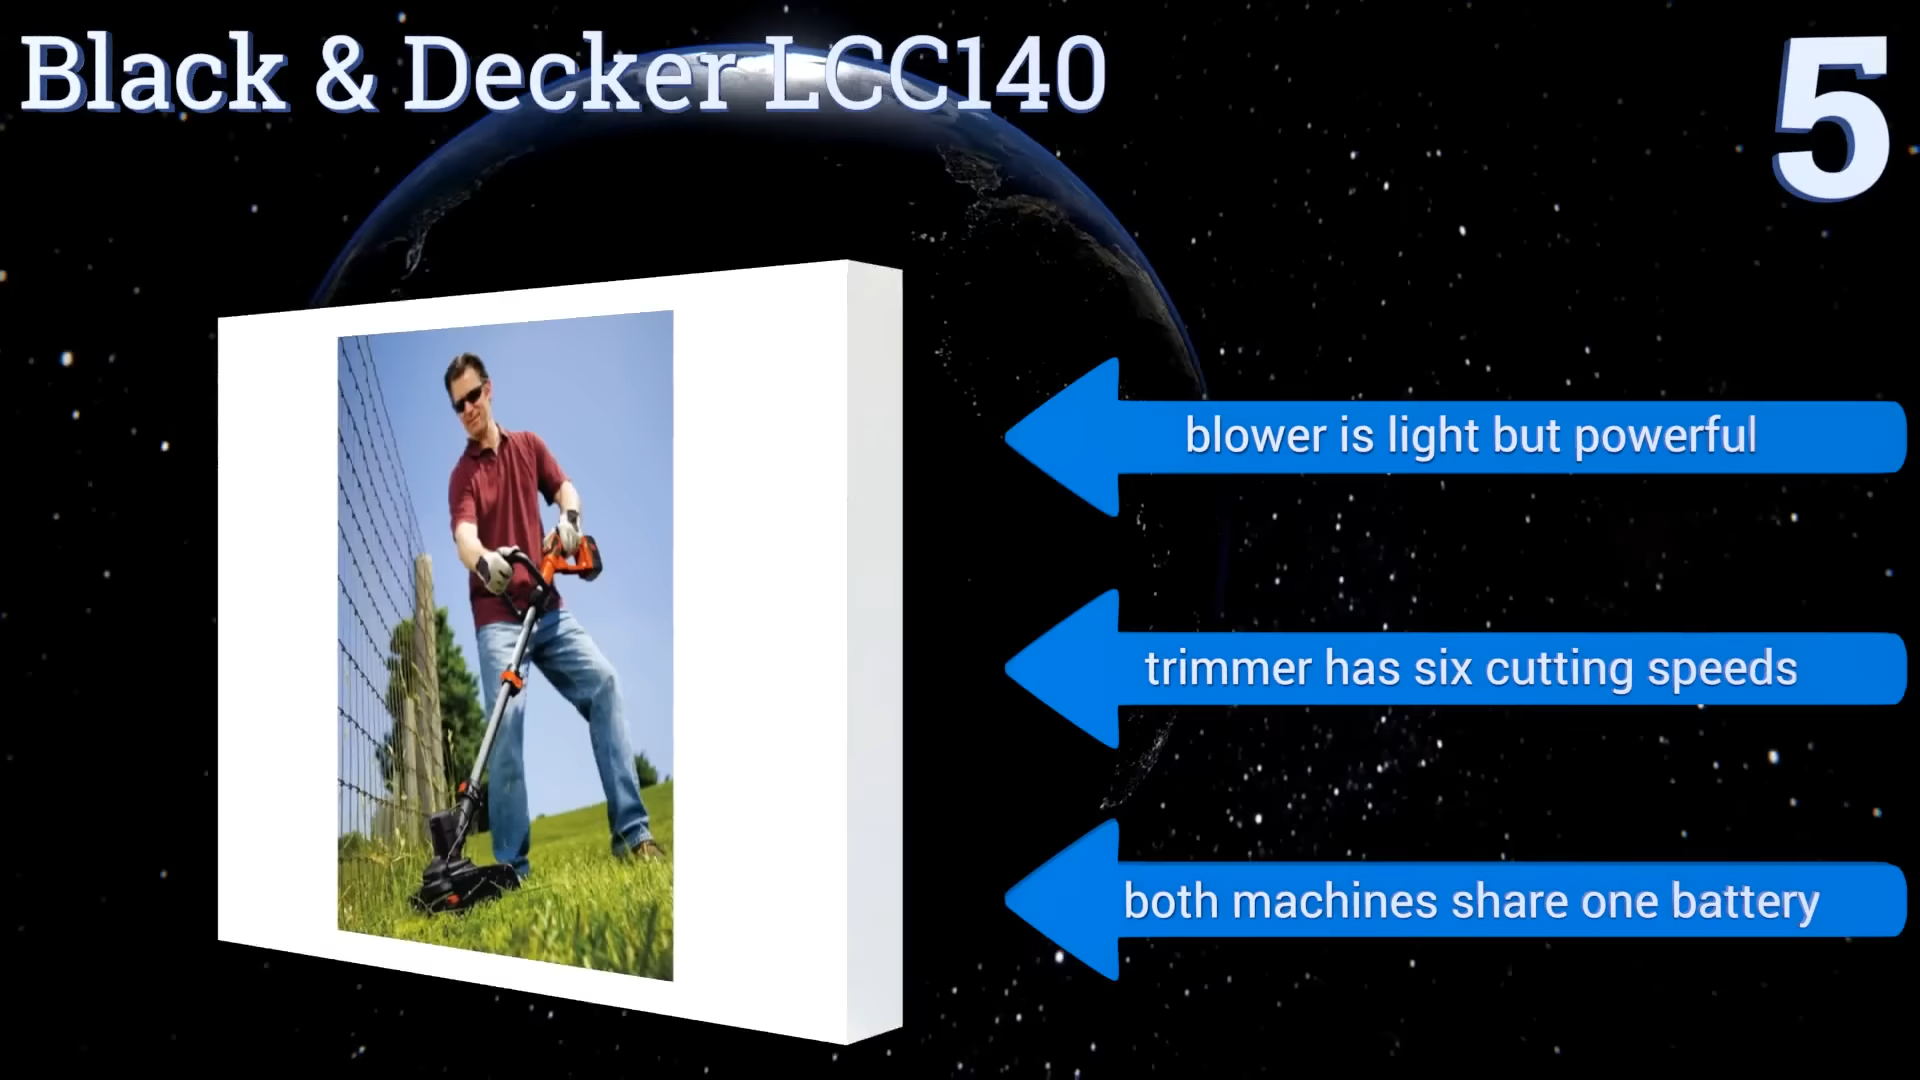 Black & Decker LCC140
5
blower is light but powerful
trimmer has six cutting speeds
both machines share one battery